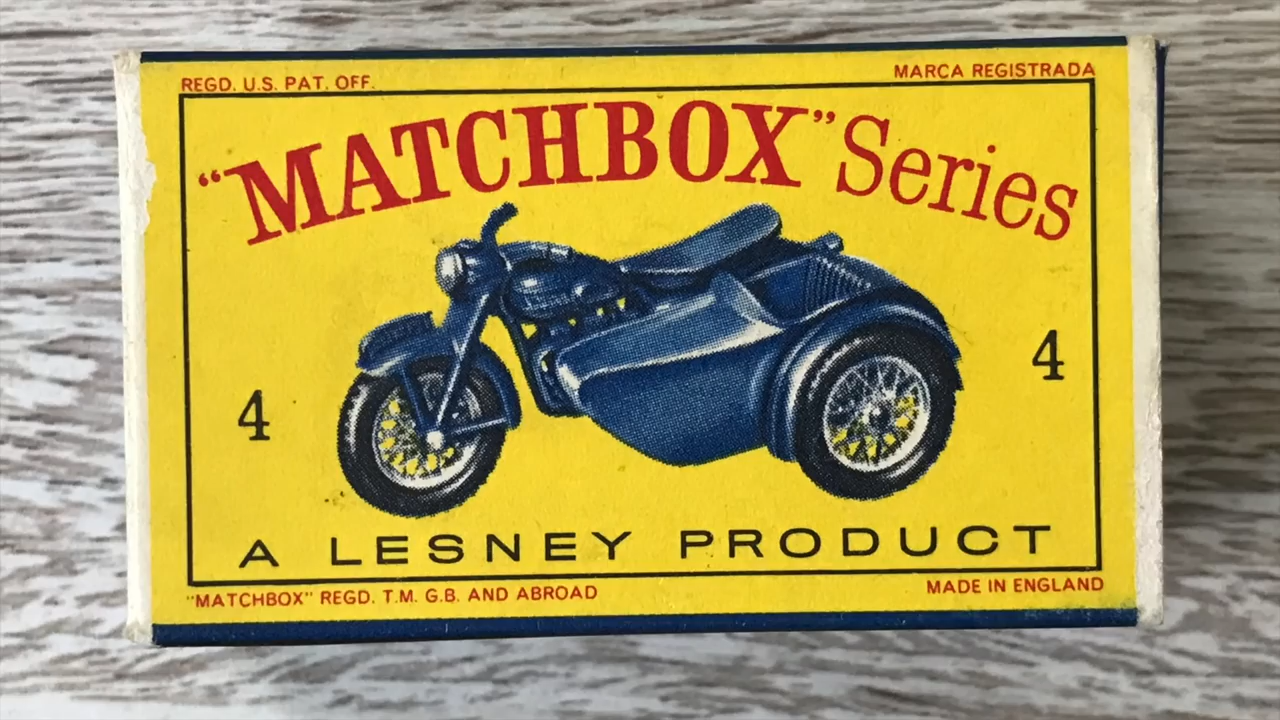 REGD. U.S. PAT. OFF.
MARCA REGISTRADA
“MATCHBOX” Series
4
4
A LESNEY PRODUCT
"MATCHBOX" REGD. T.M. G.B. AND ABROAD
MADE IN ENGLAND